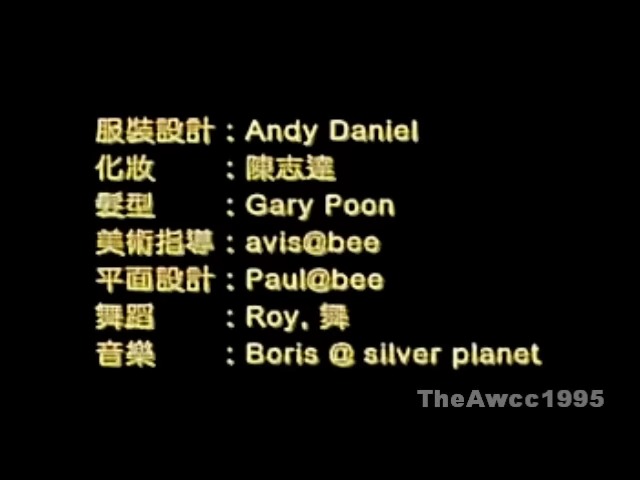 服裝設計 : Andy Daniel
化妝 : 陳志達
髮型 : Gary Poon
美術指導 : avis@bee
平面設計 : Paul@bee
舞蹈 : Roy, 舞
音樂 : Boris @ silver planet
TheAwcc1995